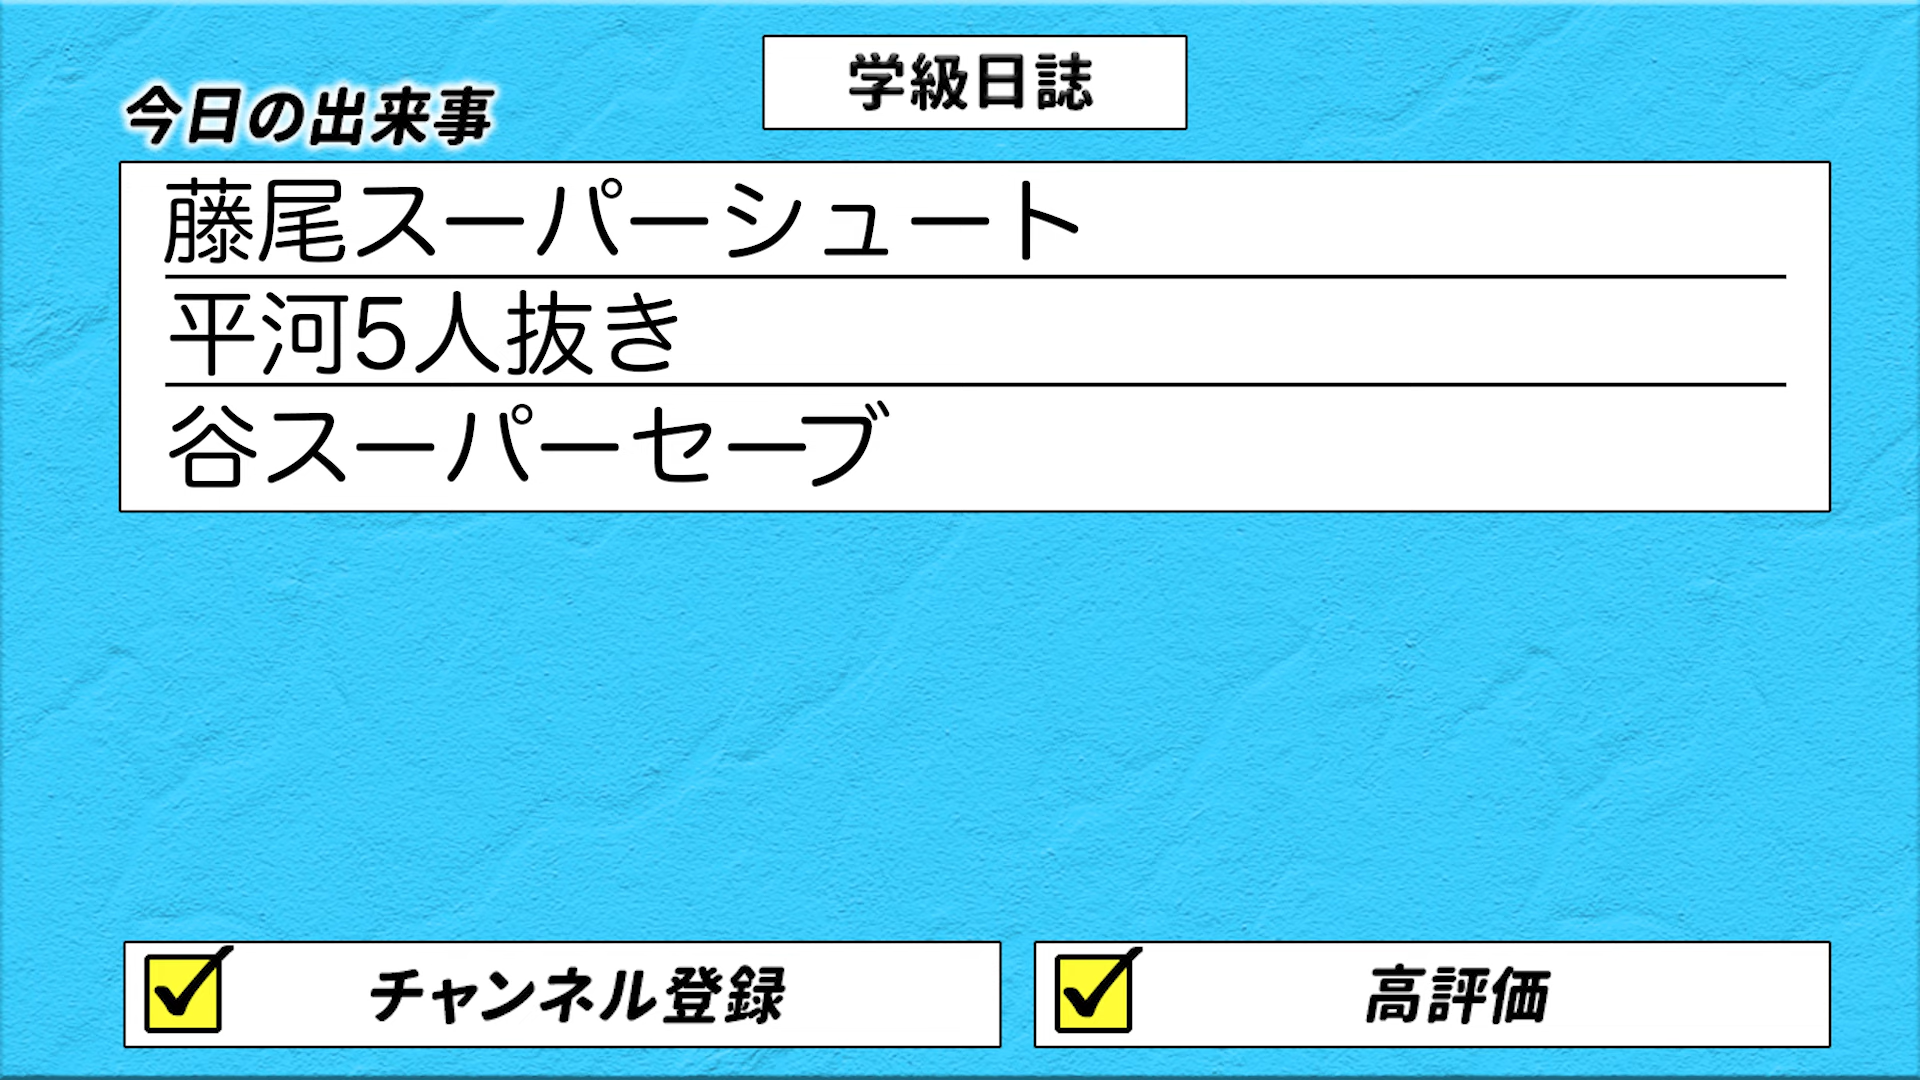 学級日誌
今日の出来事
藤尾スーパーシュート
平河5人抜き
谷スーパーセーブ
チャンネル登録
高評価